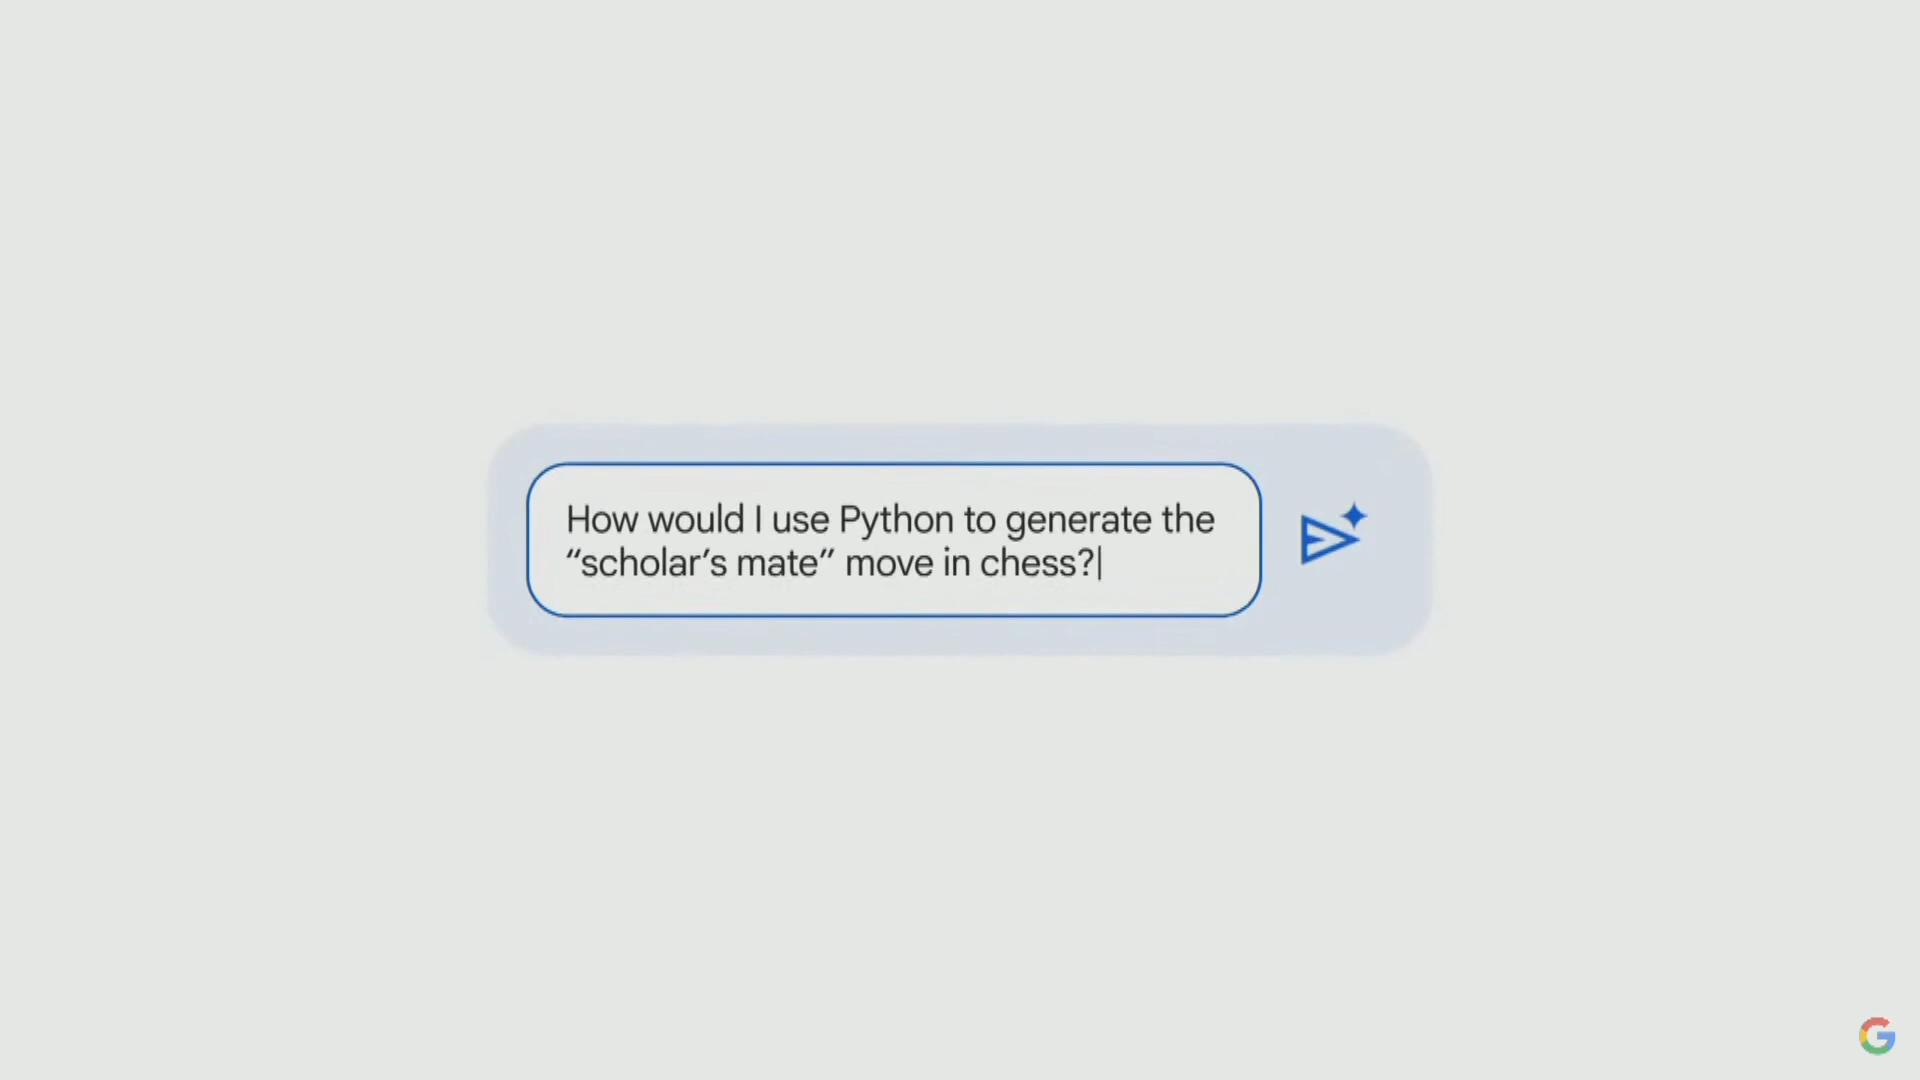 How would I use Python to generate the
“scholar’s mate” move in chess?